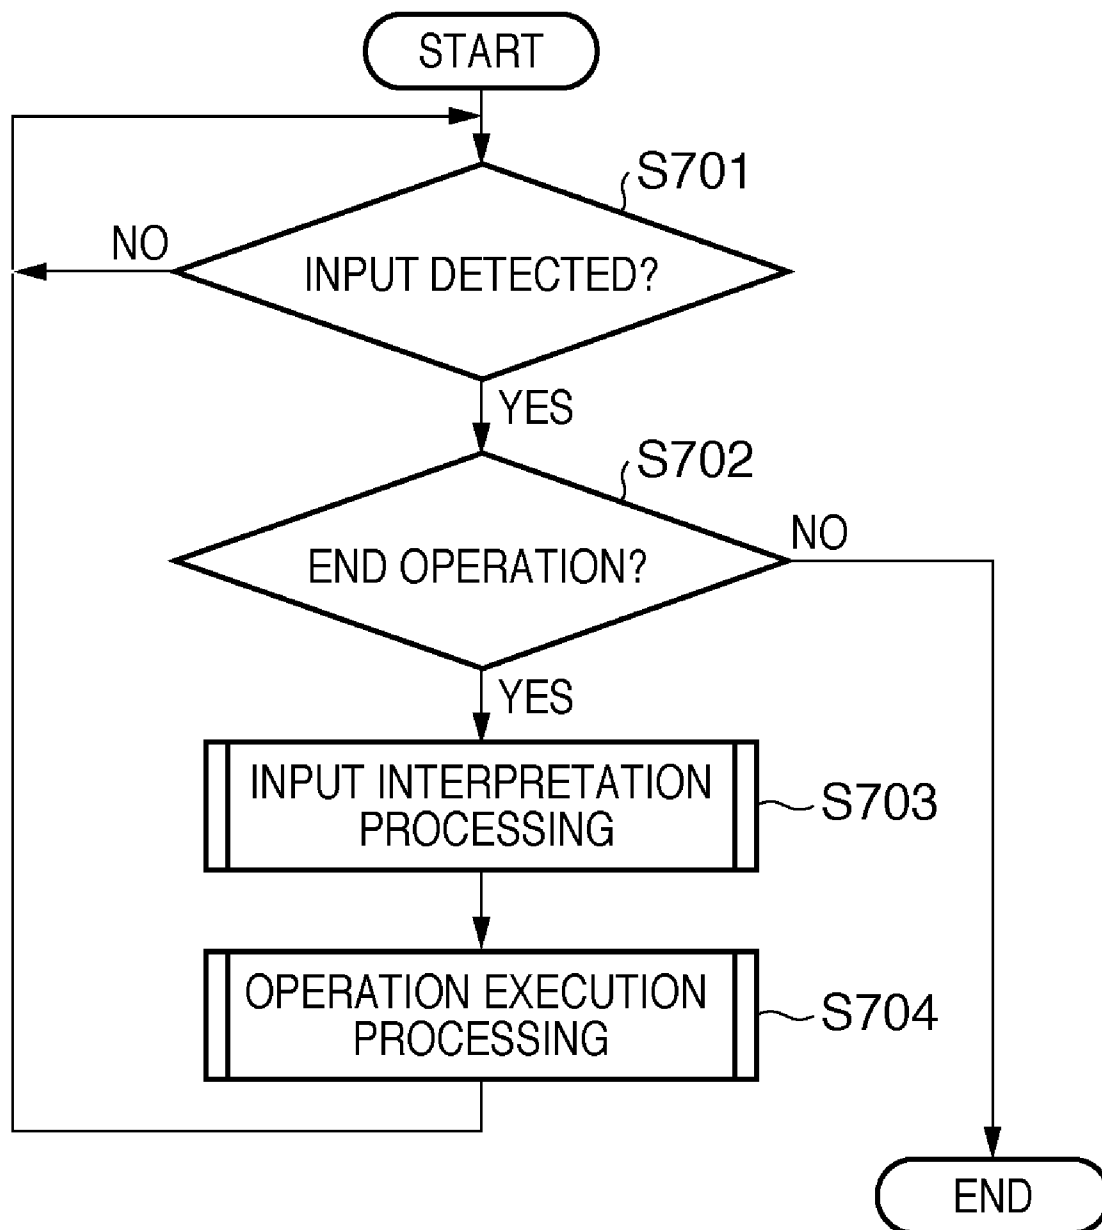 START
S701
NO
INPUT DETECTED?
YES
S702
NO
END OPERATION?
YES
INPUT INTERPRETATION
PROCESSING
S703
OPERATION EXECUTION
PROCESSING
S704
END